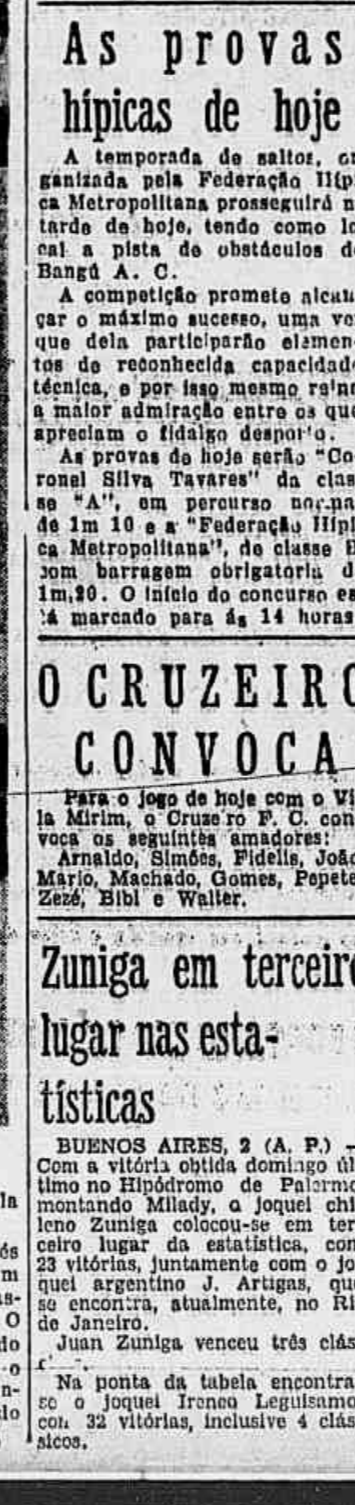 As provas
hípicas de hoje
A temporada de saltos, or
ganizada pela Federação Hípi
ca Metropolitana prosseguirá n
tarde de hoje, tendo como lo
cal a pista de obstáculos d
Bangú A. C.
A competição promete alcan
çar o máximo sucesso, uma ve
que dela participarão elemen
tos de reconhecida capacidade
técnica, e por isso mesmo reina
a maior admiração entre os que
apreciam o fidalgo desporto.
As provas de hoje serão "Co
ronel Silva Tavares" da clas
se "A", em percurso normal
de 1m 10 e a "Federação Hípi
ca Metropolitana", de classe
com barragem obrigatoria d
1m,20. O início do concurso es
tá marcado para ás 14 horas
O CRUZEIRO
CONVOCA
Para o jogo de hoje com o Vi
la Mirim, o Cruzeiro F. C. con
voca os seguintes amadores:
Arnaldo, Simões, Fidelis, João
Mario, Machado, Gomes, Pepete
Zezé, Bibi e Walter.
Zuniga em terceiro
lugar nas esta-
tísticas
BUENOS AIRES, 2 (A. P.) —
Com a vitória obtida domingo úl
timo no Hipódromo de Palermo
montando Milady, o joquei chi
leno Zuniga colocou-se em ter
ceiro lugar da estatistica, com
23 vitórias, juntamente com o jo
quei argentino J. Artigas, que
se encontra, atualmente, no Ri
de Janeiro.
Juan Zuniga venceu três clás
Na ponta da tabela encontra
se o joquei Ireneo Leguisamo
com 32 vitórias, inclusive 4 clás
sicos.